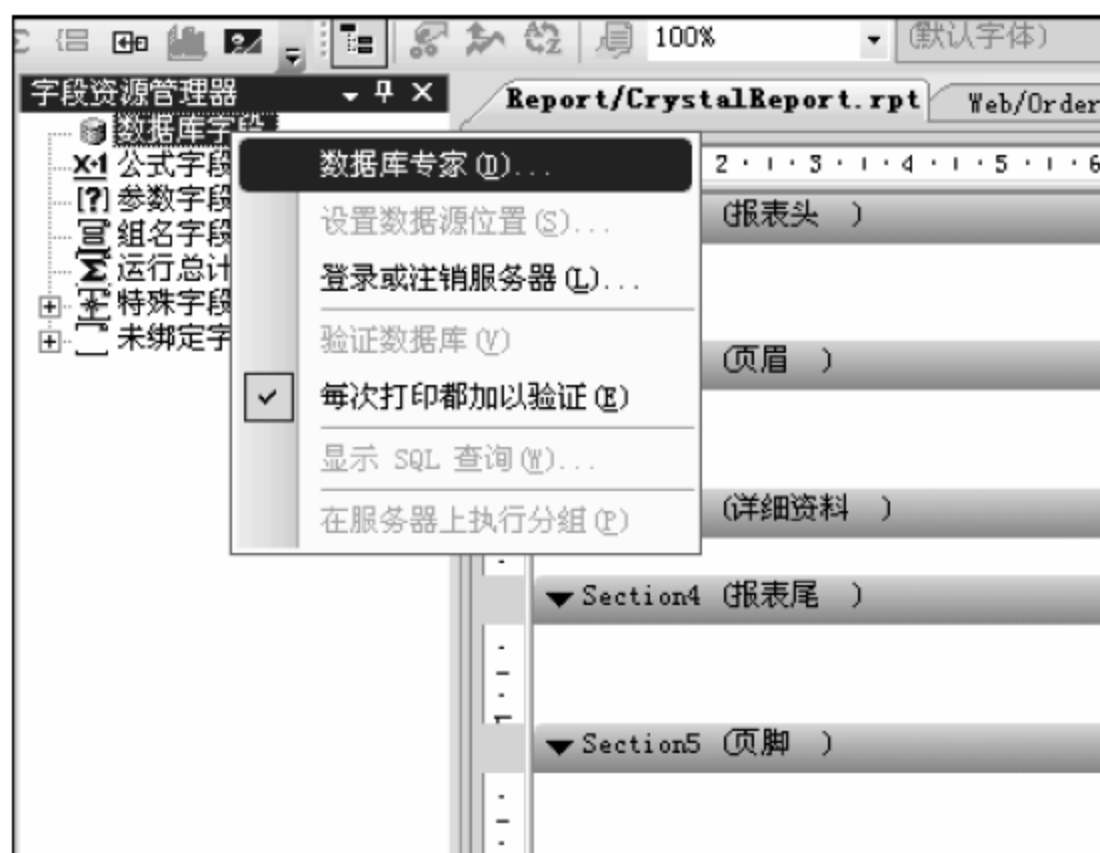 100%
(默认字体)
字段资源管理器
Report/CrystalReport.rpt
Web/Order
数据库字段
公式字段
参数字段
组名字段
运行总计
特殊字段
未绑定字
数据库专家(D)...
设置数据源位置(S)...
登录或注销服务器(L)...
验证数据库(V)
每次打印都加以验证(E)
显示 SQL 查询(W)...
在服务器上执行分组(P)
2 · 1 · 3 · 1 · 4 · 1 · 5 · 1 · 6
(报表头 )
(页眉 )
(详细资料 )
Section4 (报表尾 )
Section5 (页脚 )